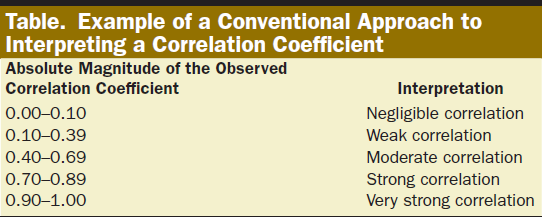 Table. Example of a Conventional Approach to
Interpreting a Correlation Coefficient
Absolute Magnitude of the Observed
Correlation Coefficient Interpretation
0.00–0.10 Negligible correlation
0.10–0.39 Weak correlation
0.40–0.69 Moderate correlation
0.70–0.89 Strong correlation
0.90–1.00 Very strong correlation